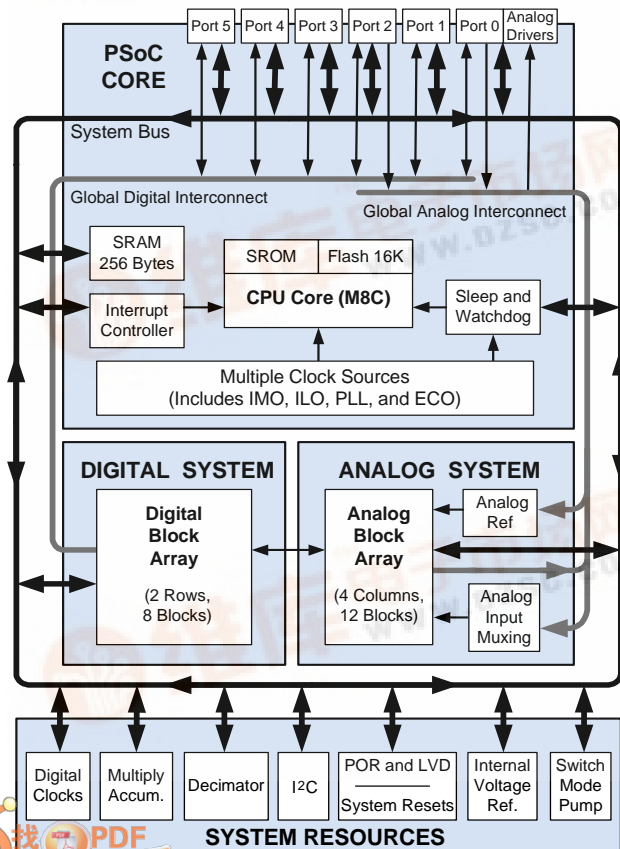 Port 5
Port 4
Port 3
Port 2
Port 1
Port 0
Analog
Drivers
PSoC
CORE
System Bus
Global Digital Interconnect
Global Analog Interconnect
SRAM
256 Bytes
SROM
Flash 16K
CPU Core (M8C)
Interrupt
Controller
Sleep and
Watchdog
Multiple Clock Sources
(Includes IMO, ILO, PLL, and ECO)
DIGITAL SYSTEM
ANALOG SYSTEM
Digital
Block
Array
(2 Rows,
8 Blocks)
Analog
Block
Array
(4 Columns,
12 Blocks)
Analog
Ref
Analog
Input
Muxing
Digital
Clocks
Multiply
Accum.
Decimator
I2C
POR and LVD
System Resets
Internal
Voltage
Ref.
Switch
Mode
Pump
SYSTEM RESOURCES
找 PDF